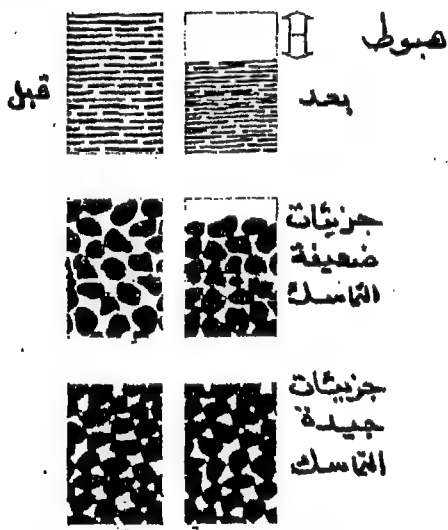 هبوط
قبل
بعد
جزيئات
ضعيفة
التماسك
جزيئات
جيدة
التماسك